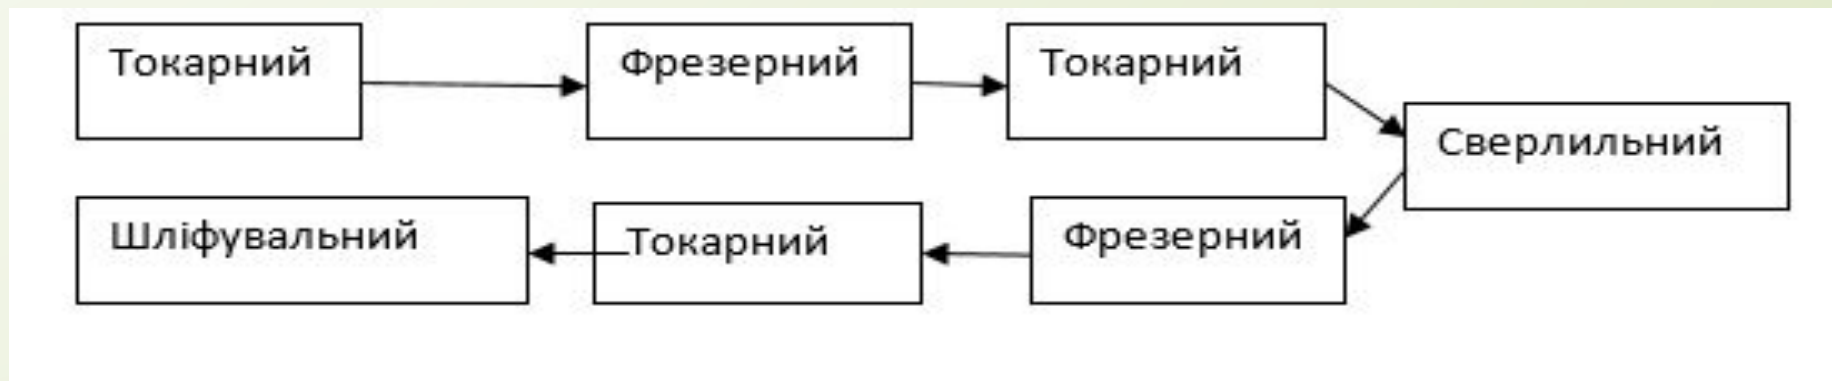 Токарний
Фрезерний
Токарний
Сверлильний
Фрезерний
Токарний
Шліфувальний